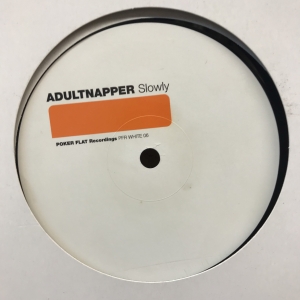 ADULTNAPPER Slowly
POKER FLAT Recordings PFR WHITE 06